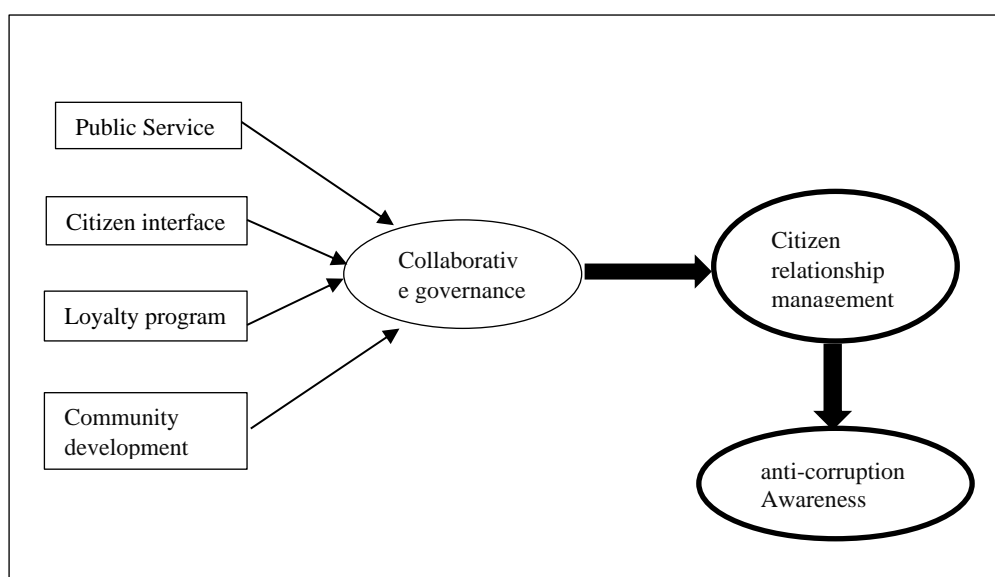 Public Service
Citizen interface
Loyalty program
Community
development
Collaborativ
e governance
Citizen
relationship
management
anti-corruption
Awareness